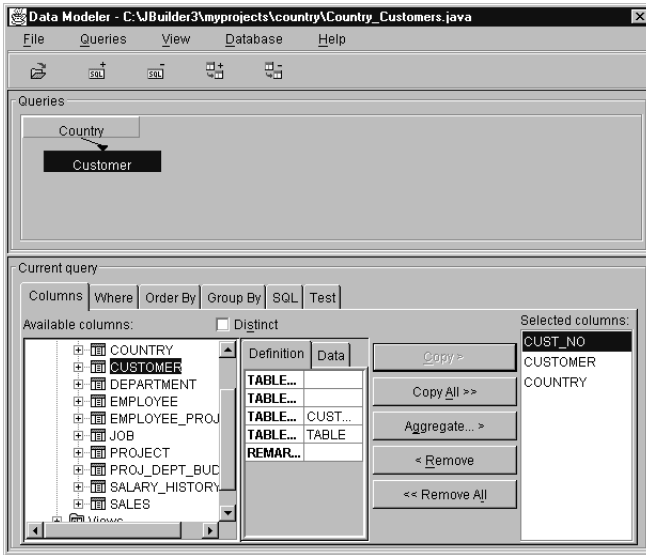 Data Modeler - C:\JBuilder3\myprojects\country\Country_Customers.java
File Queries View Database Help
SQL SQL
Queries
Country
Customer
Current query
Columns Where Order By Group By SQL Test
Available columns: Distinct Selected columns:
COUNTRY
CUSTOMER
DEPARTMENT
EMPLOYEE
EMPLOYEE_PROJ
JOB
PROJECT
PROJ_DEPT_BUD
SALARY_HISTORY
SALES
Views
Definition Data
TABLE...
TABLE...
TABLE... CUST...
TABLE... TABLE
REMAR...
Copy >
Copy All >>
Aggregate... >
< Remove
<< Remove All
CUST_NO
CUSTOMER
COUNTRY